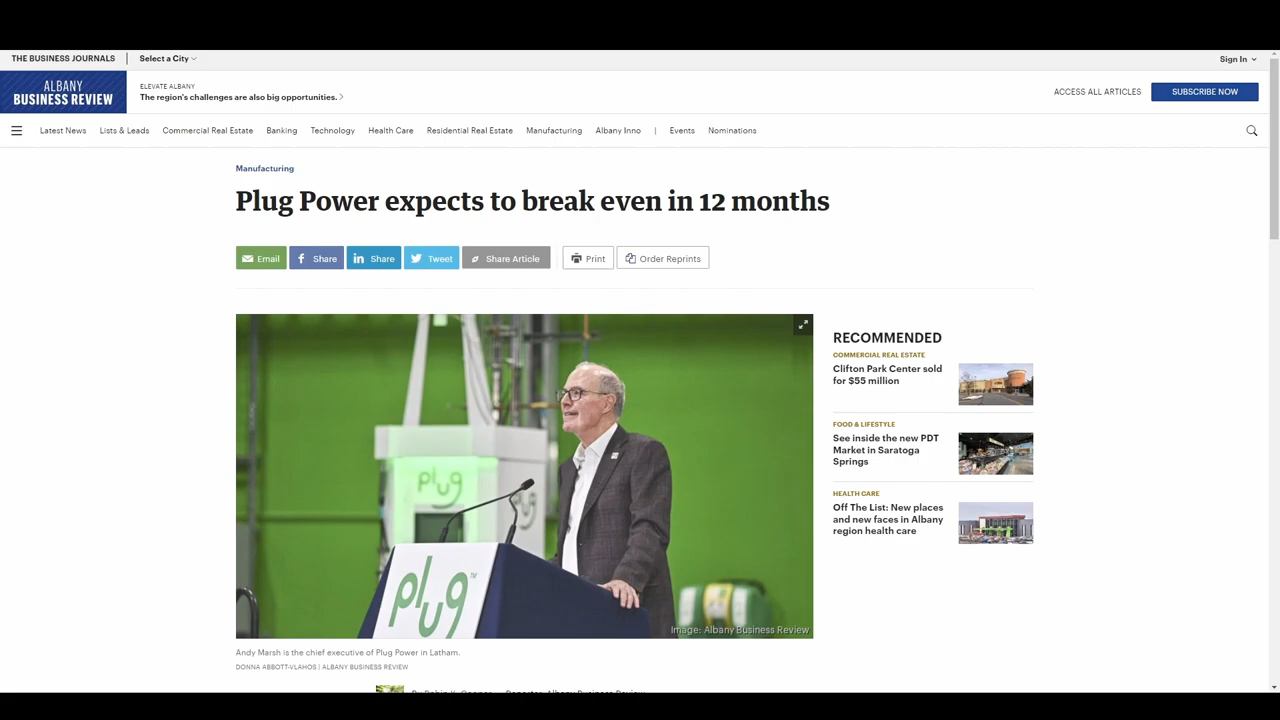 THE BUSINESS JOURNALS
Select a City
Sign In
ALBANY
BUSINESS REVIEW
ELEVATE ALBANY
The region's challenges are also big opportunities.
ACCESS ALL ARTICLES
SUBSCRIBE NOW
Latest News
Lists & Leads
Commercial Real Estate
Banking
Technology
Health Care
Residential Real Estate
Manufacturing
Albany Inno
Events
Nominations
Manufacturing
Plug Power expects to break even in 12 months
Email
Share
Share
Tweet
Share Article
Print
Order Reprints
plug
plug
Image: Albany Business Review
Andy Marsh is the chief executive of Plug Power in Latham.
DONNA ABBOTT-VLAHOS | ALBANY BUSINESS REVIEW
RECOMMENDED
COMMERCIAL REAL ESTATE
Clifton Park Center sold
for $55 million
FOOD & LIFESTYLE
See inside the new PDT
Market in Saratoga
Springs
HEALTH CARE
Off The List: New places
and new faces in Albany
region health care